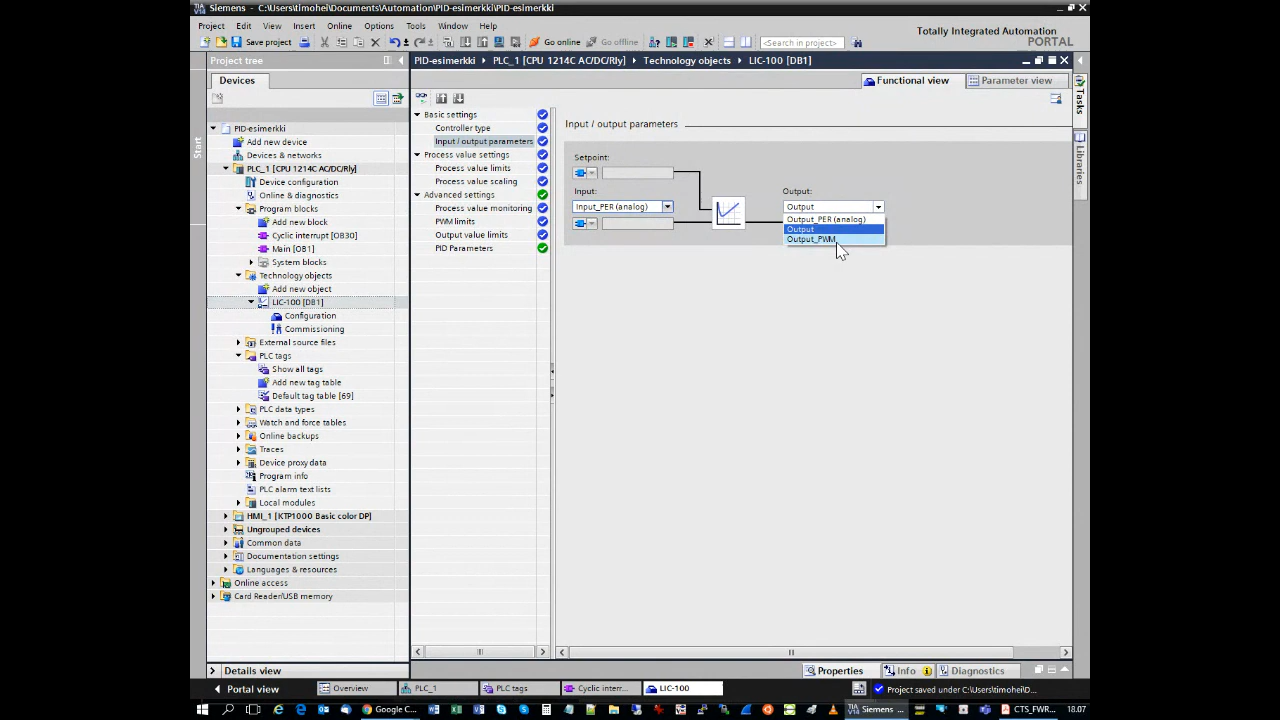 Siemens - C:\Users\timohei\Documents\Automation\PID-esimerkki\PID-esimerkki
Project Edit View Insert Online Options Tools Window Help
Totally Integrated Automation
PORTAL
Save project
Go online
Go offline
<Search in project>
Project tree
PID-esimerkki
PLC_1 [CPU 1214C AC/DC/Rly]
Technology objects
LIC-100 [DB1]
Devices
Functional view
Parameter view
Start
Tasks
Libraries
PID-esimerkki
Add new device
Devices & networks
PLC_1 [CPU 1214C AC/DC/Rly]
Device configuration
Online & diagnostics
Program blocks
Add new block
Cyclic interrupt [OB30]
Main [OB1]
System blocks
Technology objects
Add new object
LIC-100 [DB1]
Configuration
Commissioning
External source files
PLC tags
Show all tags
Add new tag table
Default tag table [69]
PLC data types
Watch and force tables
Online backups
Traces
Device proxy data
Program info
PLC alarm text lists
Local modules
HMI_1 [KTP1000 Basic color DP]
Ungrouped devices
Common data
Documentation settings
Languages & resources
Online access
Card Reader/USB memory
Basic settings
Controller type
Input / output parameters
Process value settings
Process value limits
Process value scaling
Advanced settings
Process value monitoring
PWM limits
Output value limits
PID Parameters
Input / output parameters
Setpoint:
Input:
Input_PER (analog)
Output:
Output
Output_PER (analog)
Output
Output_PWM
Details view
Properties
Info
Diagnostics
Portal view
Overview
PLC_1
PLC tags
Cyclic interr...
LIC-100
Project saved under C:\Users\timohei\D...
Google C...
Siemens ...
CTS_FWR...
18.07